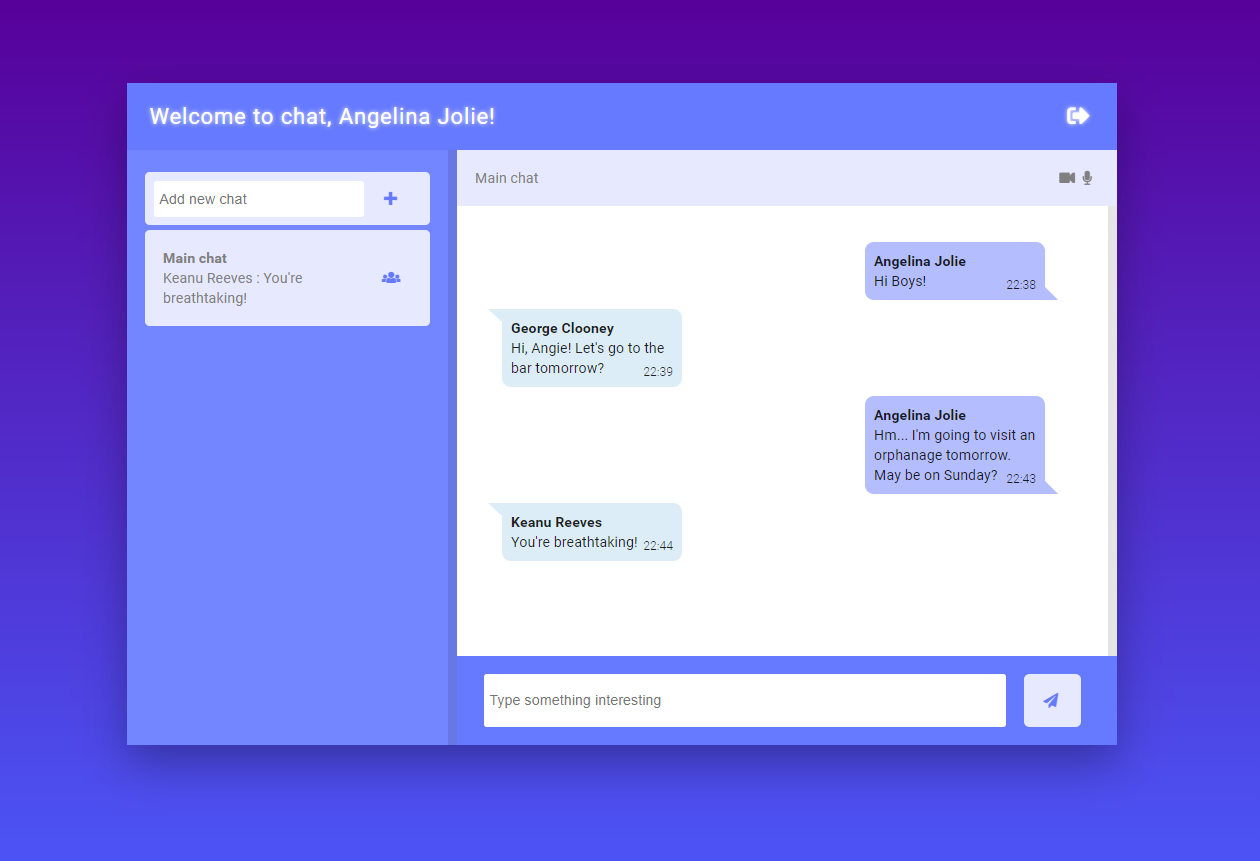 Welcome to chat, Angelina Jolie!
Add new chat
Main chat
Keanu Reeves : You're
breathtaking!
Main chat
Angelina Jolie
Hi Boys!
22:38
George Clooney
Hi, Angie! Let's go to the
bar tomorrow?
22:39
Angelina Jolie
Hm... I'm going to visit an
orphanage tomorrow.
May be on Sunday?
22:43
Keanu Reeves
You're breathtaking!
22:44
Type something interesting